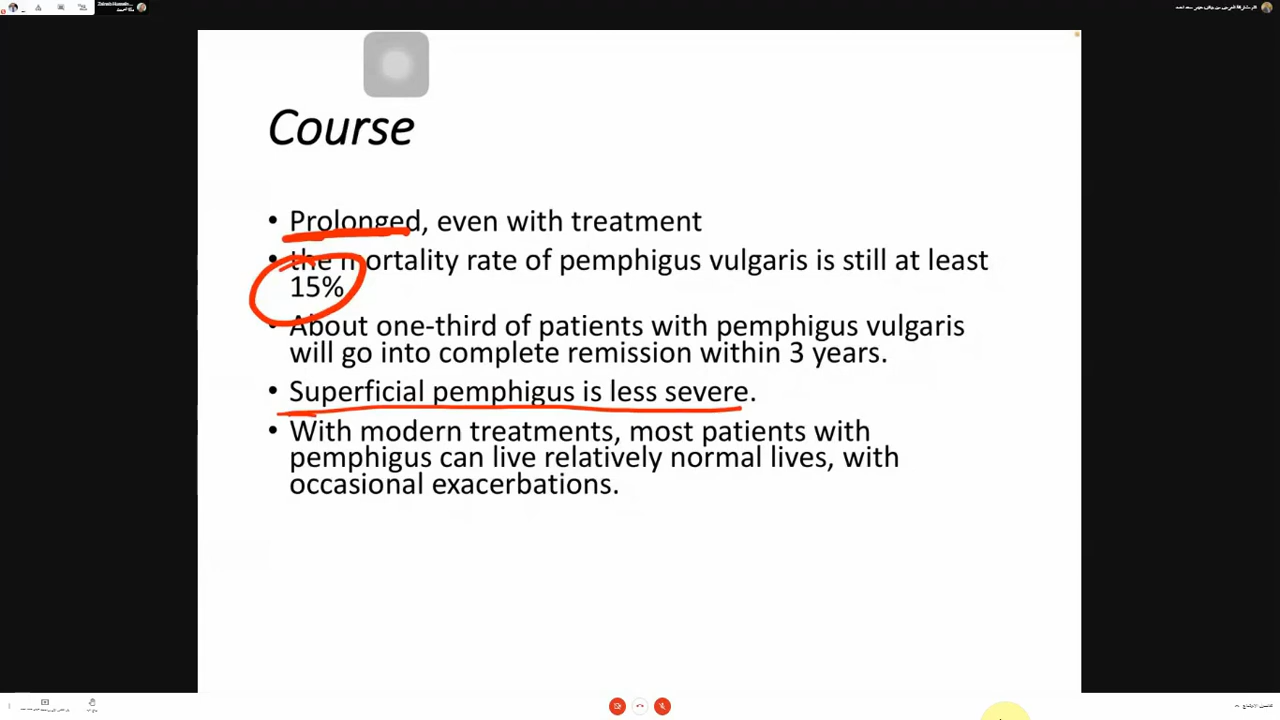 Course
• Prolonged, even with treatment
• the mortality rate of pemphigus vulgaris is still at least
15%
• About one-third of patients with pemphigus vulgaris
will go into complete remission within 3 years.
• Superficial pemphigus is less severe.
• With modern treatments, most patients with
pemphigus can live relatively normal lives, with
occasional exacerbations.